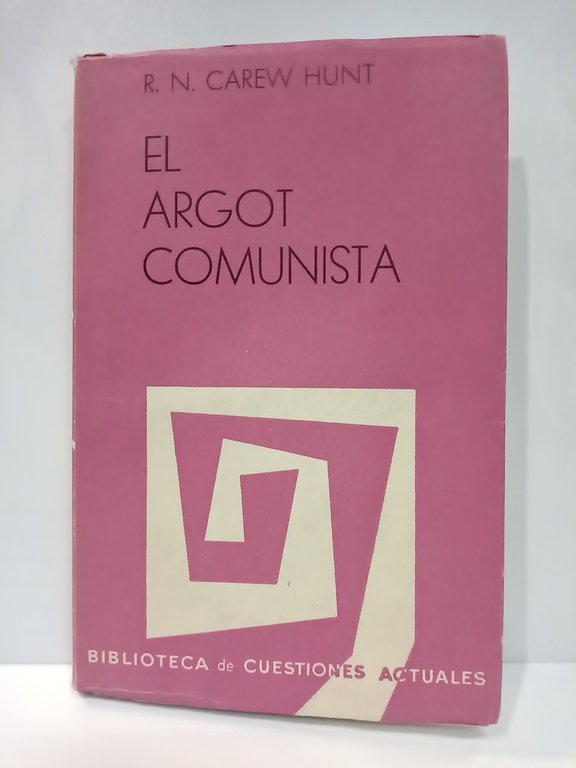 R. N. CAREW HUNT
EL
ARGOT
COMUNISTA
BIBLIOTECA de CUESTIONES ACTUALES